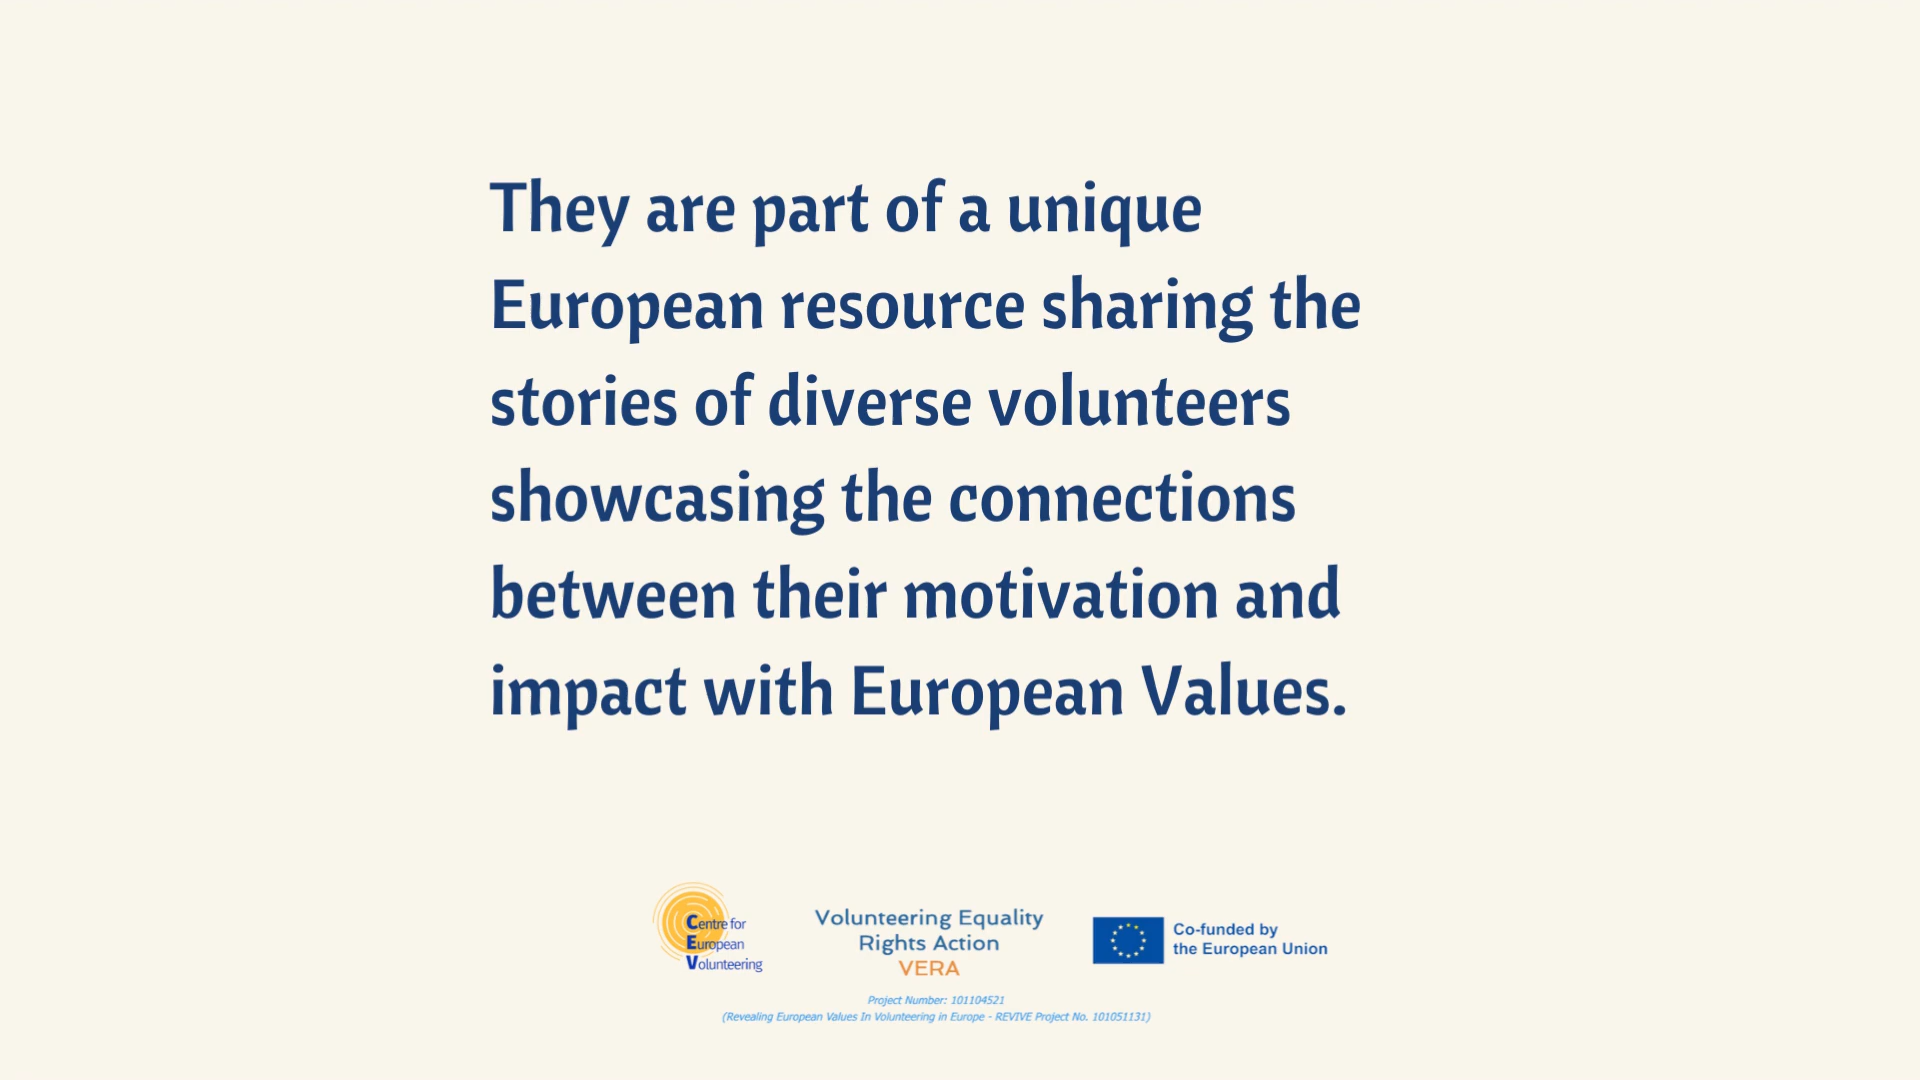 They are part of a unique
European resource sharing the
stories of diverse volunteers
showcasing the connections
between their motivation and
impact with European Values.
Centre for
European
Volunteering
Volunteering Equality
Rights Action
VERA
Co-funded by
the European Union
Project Number: 101104521
(Revealing European Values In Volunteering in Europe - REVIVE Project No. 101051131)